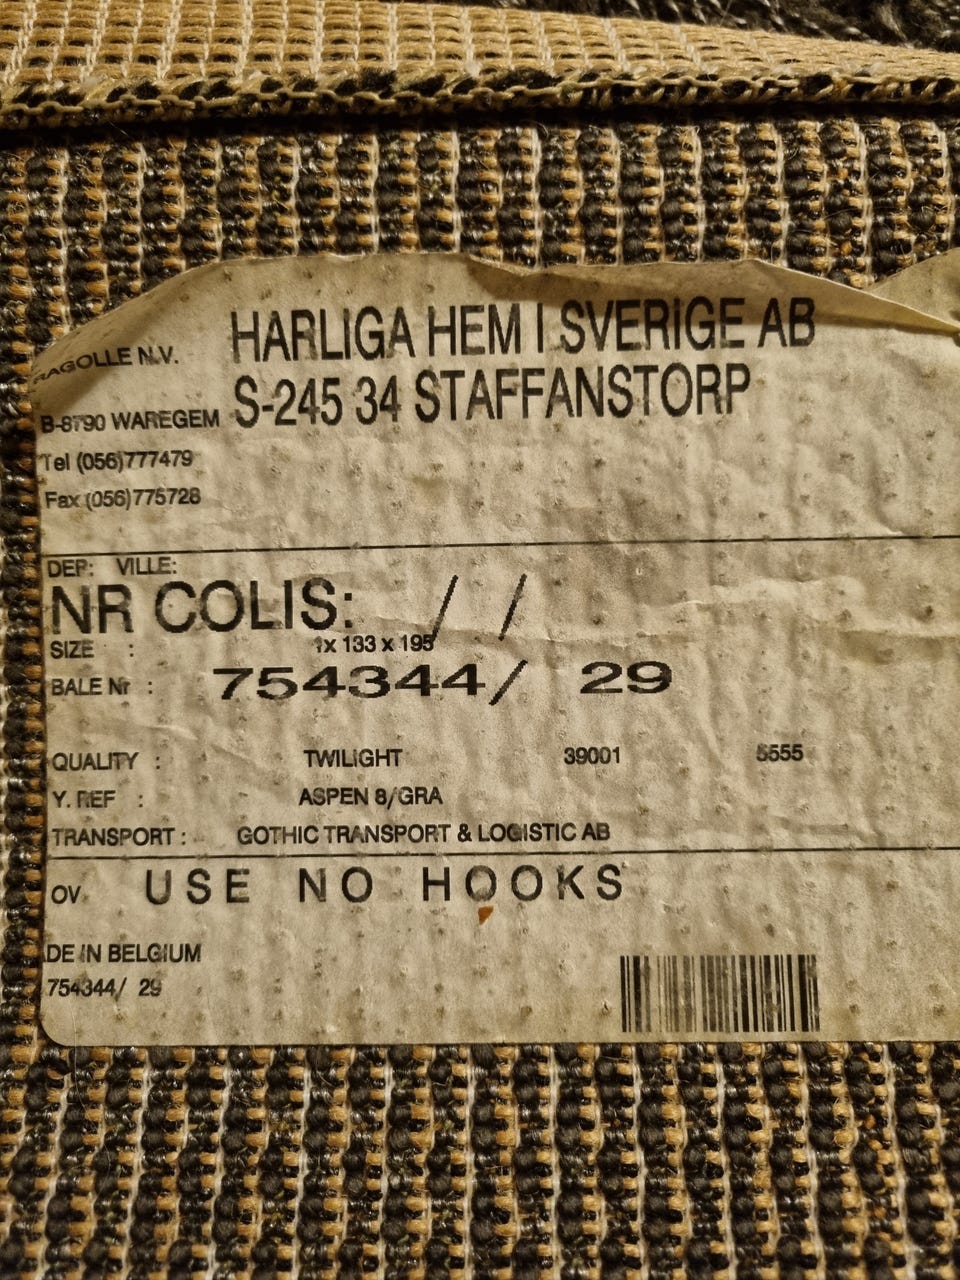 HARLIGA HEM I SVERIGE AB
RAGOLLE N.V.
S-245 34 STAFFANSTORP
B-8790 WAREGEM
Tel (056)777479
Fax (056)775728
DEP: VILLE:
NR COLIS: / /
SIZE : 1x 133 x 195
BALE Nr : 754344/ 29
QUALITY : TWILIGHT 39001 5555
Y. REF : ASPEN 8/GRA
TRANSPORT : GOTHIC TRANSPORT & LOGISTIC AB
OV USE NO HOOKS
DE IN BELGIUM
754344/ 29